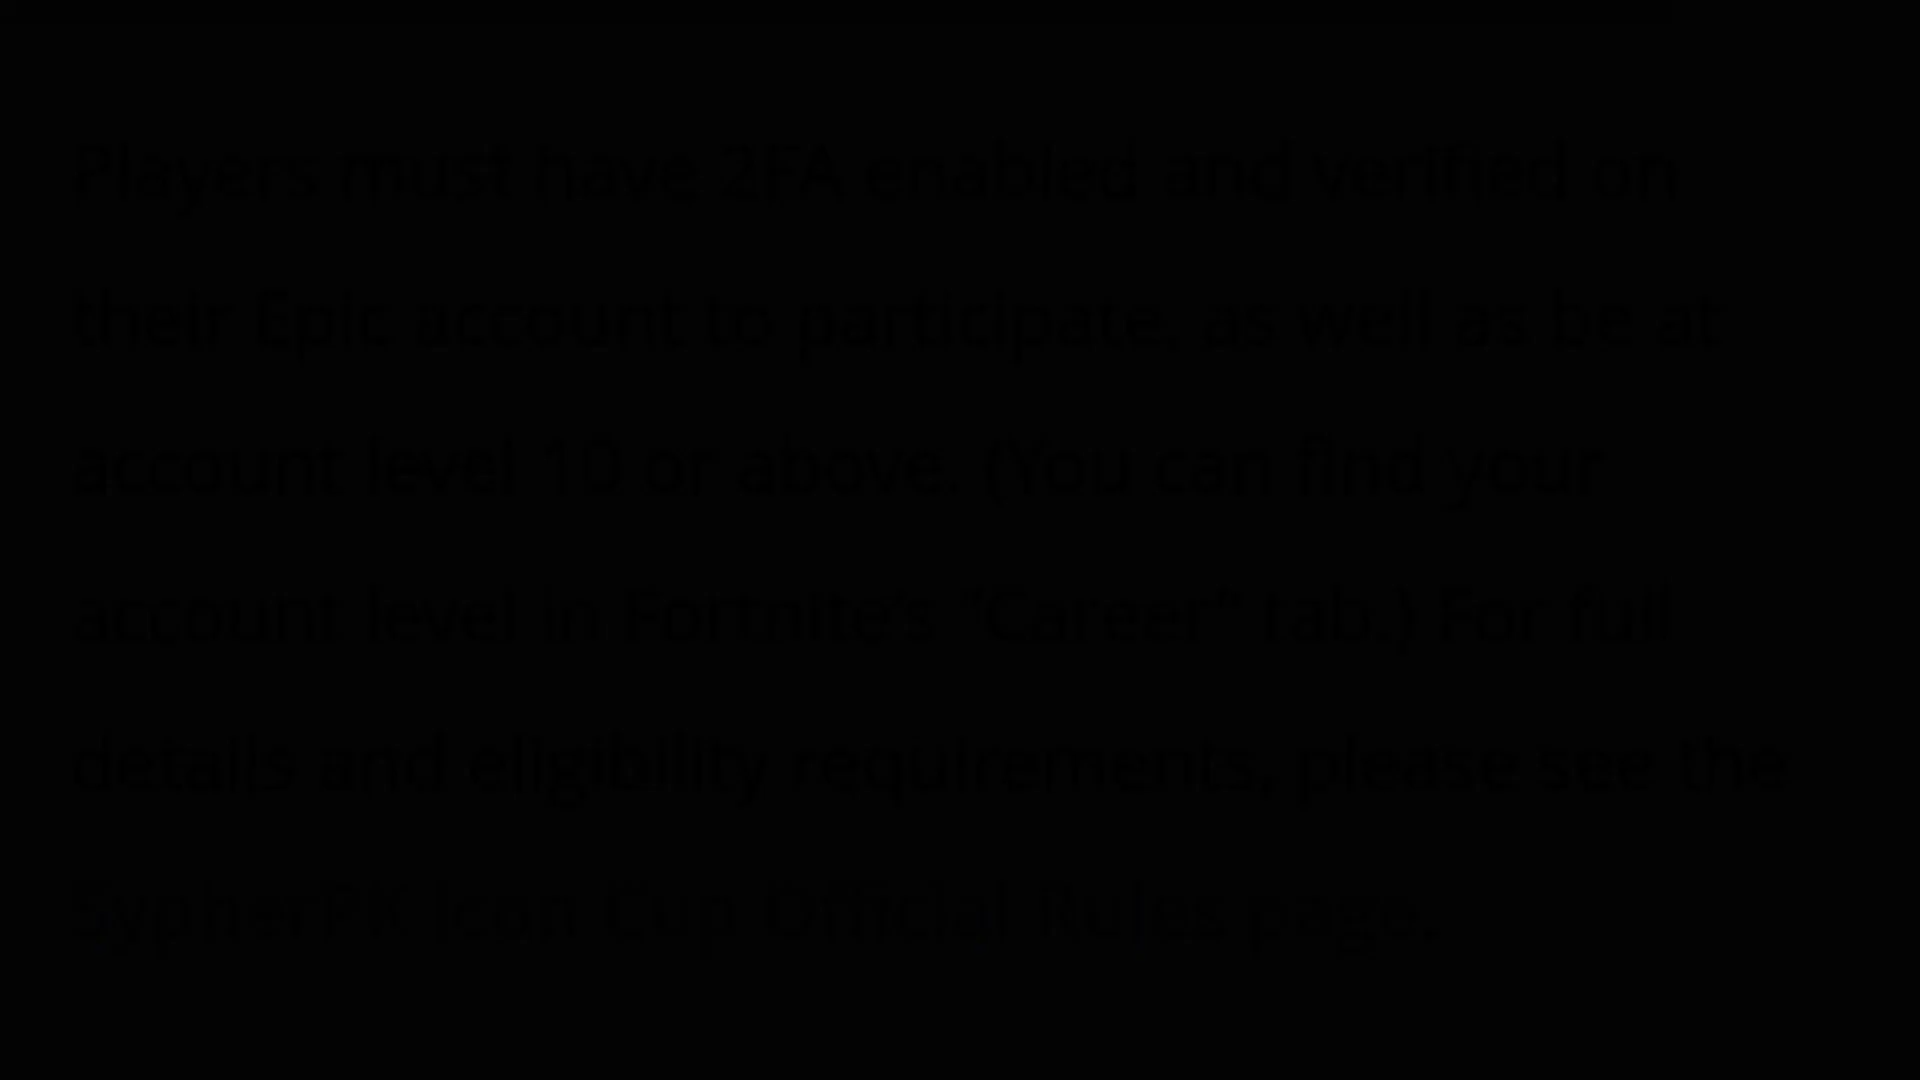 Players must have 2FA enabled and verified on
their Epic account to participate, as well as be at
account level 10 or above. (You can find your
account level in Fortnite's "Career" tab.) For full
details and eligibility requirements, please see the
SypherPK Icon Cup Official Rules page.